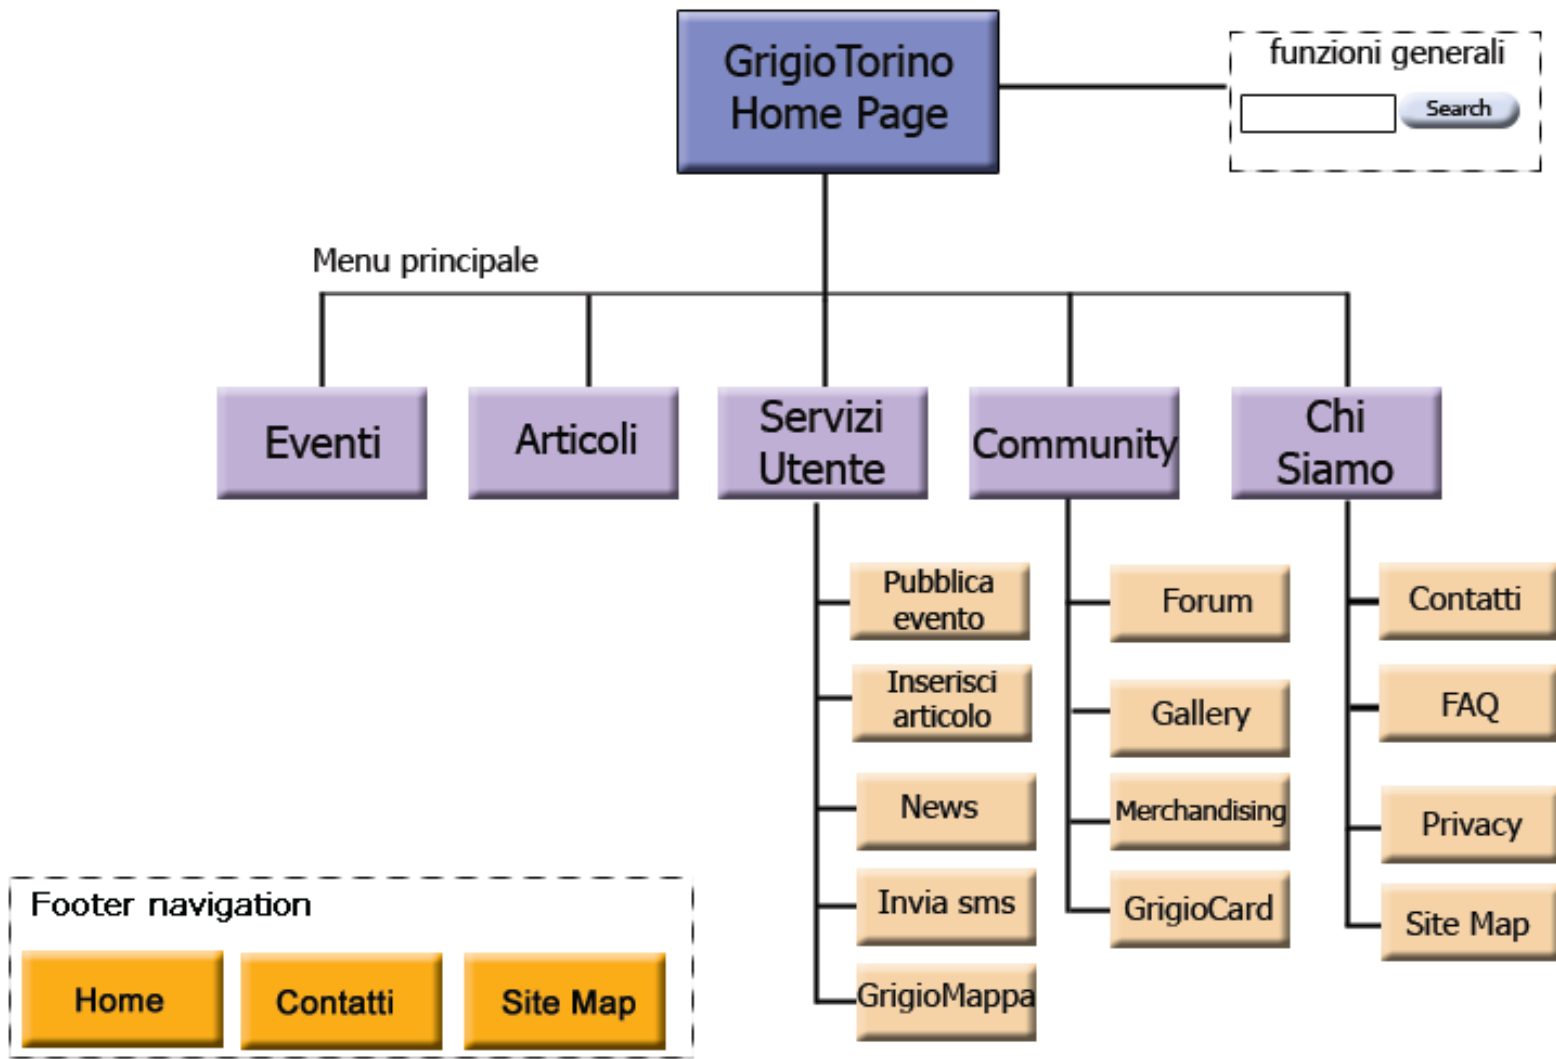 GrigioTorino
Home Page
funzioni generali
Search
Menu principale
Eventi
Articoli
Servizi
Utente
Community
Chi
Siamo
Pubblica
evento
Inserisci
articolo
News
Invia sms
GrigioMappa
Forum
Gallery
Merchandising
GrigioCard
Contatti
FAQ
Privacy
Site Map
Footer navigation
Home
Contatti
Site Map